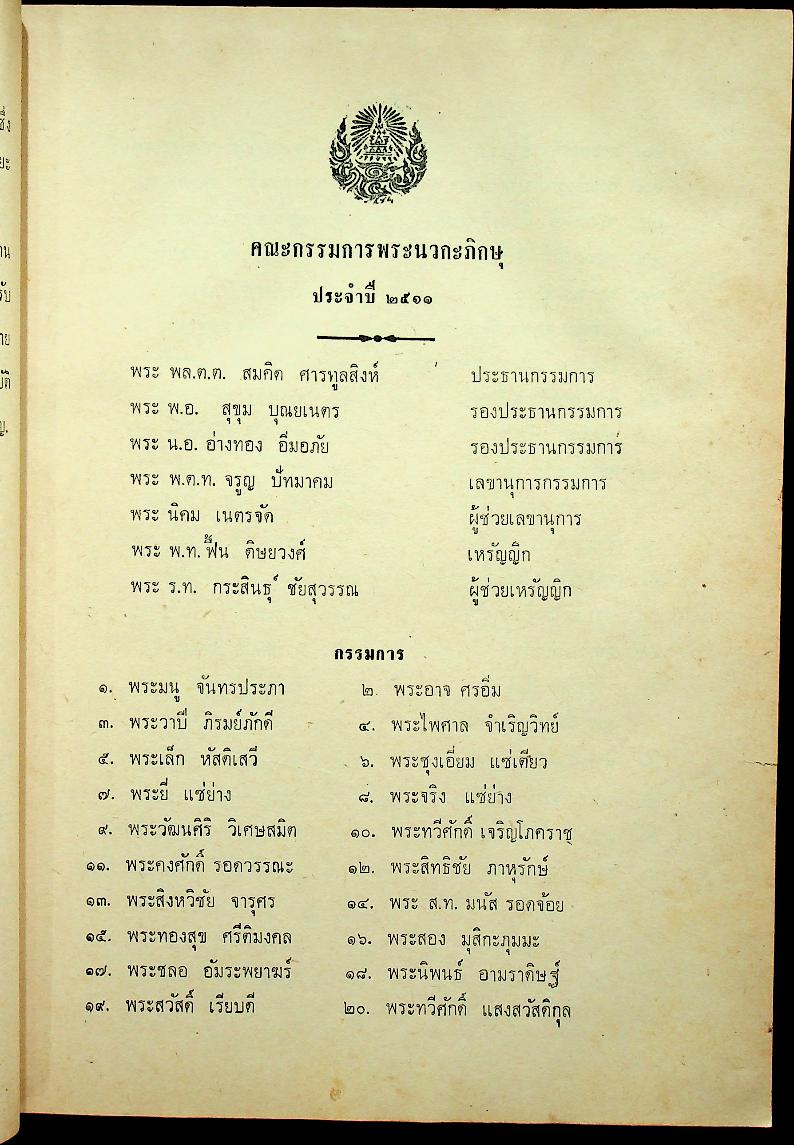 คณะกรรมการพระนวกะภิกษุ
ประจำปี ๒๕๑๑
พระ พล.ต.ต. สมคิด ศารทูลสิงห์ ประธานกรรมการ
พระ พ.อ. สุขุม บุณยเนตร รองประธานกรรมการ
พระ น.อ. อ่างทอง อิ่มอภัย รองประธานกรรมการ
พระ พ.ต.ท. จรูญ ปัทมาคม เลขานุการกรรมการ
พระ นิคม เนตรจัด ผู้ช่วยเลขานุการ
พระ พ.ท. ฟื้น ดิษยวงศ์ เหรัญญิก
พระ ร.ท. กระสินธุ์ ชัยสุวรรณ ผู้ช่วยเหรัญญิก
กรรมการ
๑. พระมนู จันทรประภา ๒. พระอาจ ศรอิ่ม
๓. พระวาปี ภิรมย์ภักดี ๔. พระไพศาล จำเริญวิทย์
๕. พระเล็ก หัสดิเสวี ๖. พระชุงเอี่ยม แซ่เตียว
๗. พระยี่ แซ่ย่าง ๘. พระจริง แซ่ย่าง
๙. พระวัฒนศิริ วิเศษสมิต ๑๐. พระทวีศักดิ์ เจริญโภคราช
๑๑. พระคงศักดิ์ รอดวรรณะ ๑๒. พระสิทธิชัย ภาหุรักษ์
๑๓. พระสิงหวิชัย จารุศร ๑๔. พระ ส.ท. มนัส รอดจ้อย
๑๕. พระทองสุข ศรีติมงคล ๑๖. พระสอง มุสิกะภุมมะ
๑๗. พระชลอ อัมระพยาฆร์ ๑๘. พระนิพนธ์ อามราดิษฐ์
๑๙. พระสวัสดิ์ เรียบดี ๒๐. พระทวีศักดิ์ แสงสวัสดิกุล